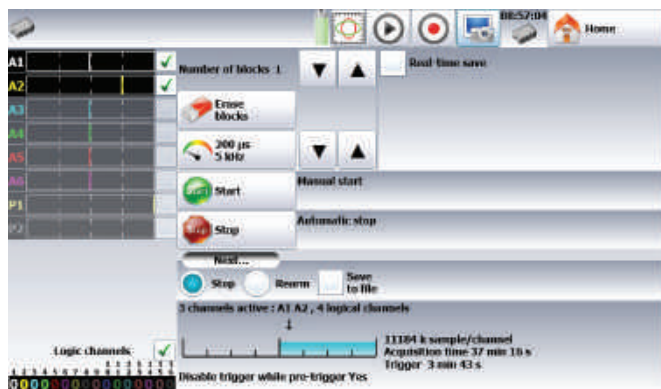 08:57:04
Home
A1
A2
A3
A4
A5
A6
P1
P2
Number of blocks :1
Real-time save
Erase
blocks
200 µs
5 kHz
Start
Manual start
Stop
Automatic stop
Next...
Stop
Rearm
Save
to file
3 channels active : A1 A2 , 4 logical channels
11184 k sample/channel
Acquisition time 37 min 16 s
Trigger 3 min 43 s
Disable trigger while pre-trigger Yes
Logic channels